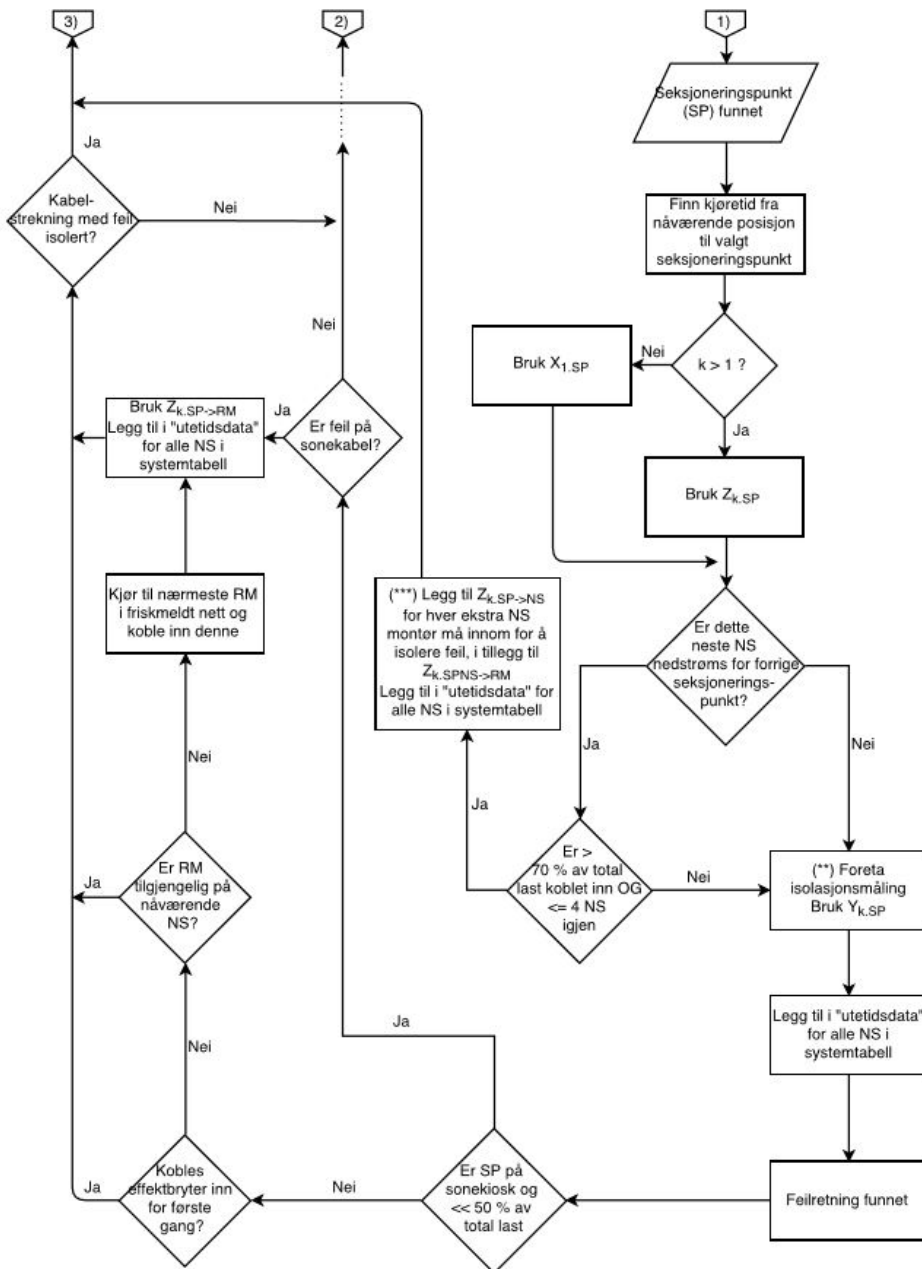 3)
2)
1)
Seksjoneringspunkt
(SP) funnet
Finn kjøretid fra
nåværende posisjon
til valgt
seksjoneringspunkt
k > 1 ?
Nei
Bruk X1.SP
Ja
Bruk Zk.SP
Er dette
neste NS
nedstrøms for forrige
seksjonerings-
punkt?
Ja
Nei
Er >
70 % av total
last koblet inn OG
<= 4 NS
igjen
Ja
Nei
(***) Legg til Zk.SP->NS
for hver ekstra NS
montør må innom for å
isolere feil, i tillegg til
Zk.SPNS->RM
Legg til i "utetidsdata" for
alle NS i systemtabell
(**) Foreta
isolasjonsmåling
Bruk Yk.SP
Legg til i "utetidsdata"
for alle NS i
systemtabell
Feilretning funnet
Er SP på
sonekiosk og
<< 50 % av
total last
Ja
Nei
Kobles
effektbryter inn
for første
gang?
Ja
Nei
Er RM
tilgjengelig på
nåværende
NS?
Ja
Nei
Kjør til nærmeste RM
i friskmeldt nett og
koble inn denne
Bruk Zk.SP->RM
Legg til i "utetidsdata"
for alle NS i
systemtabell
Ja
Er feil på
sonekabel?
Nei
Kabel-
strekning med feil
isolert?
Ja
Nei